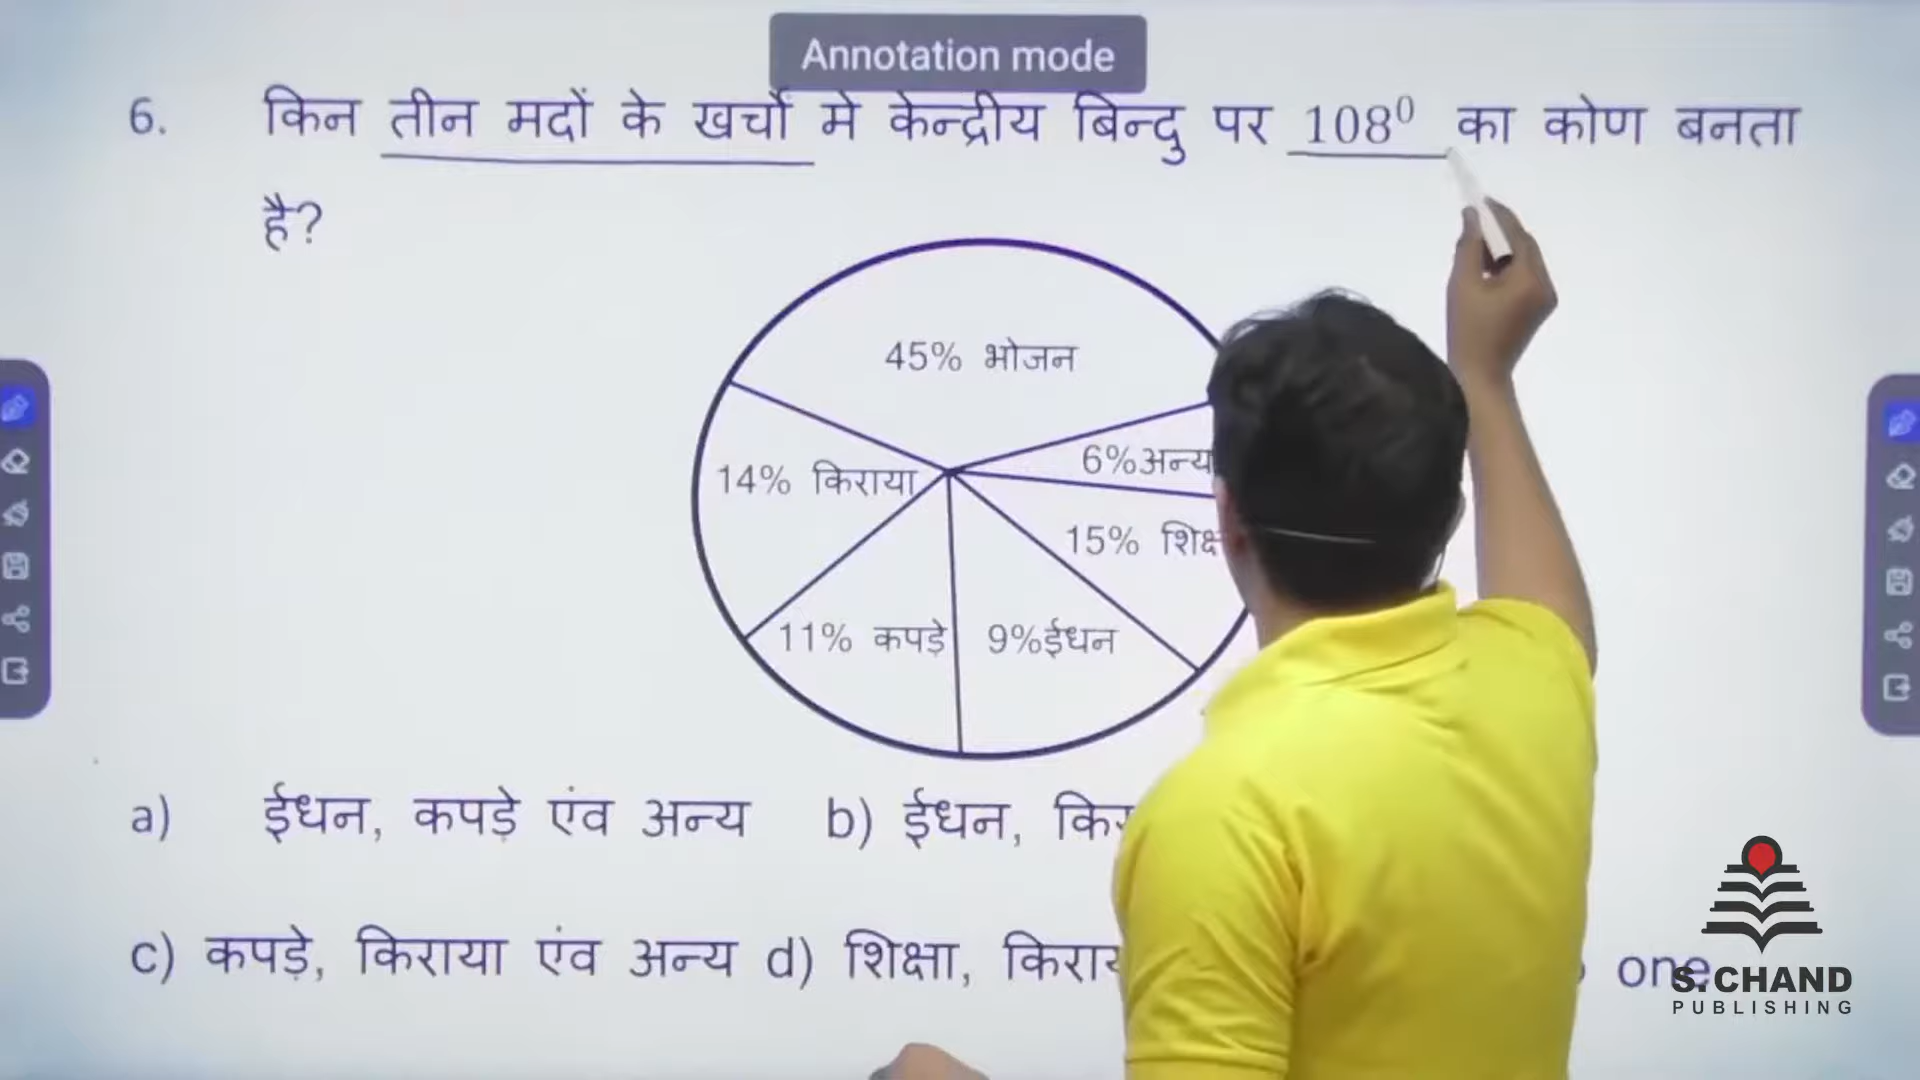 Annotation mode
6. किन तीन मदों के खर्चो मे केन्द्रीय बिन्दु पर 108⁰ का कोण बनता
है?
45% भोजन
6%अन्य
14% किराया
15%
11% कपड़े
9%ईधन
a) ईधन, कपड़े एंव अन्य b) ईधन,
c) कपड़े, किराया एंव अन्य d) शिक्षा,
one
S. CHAND
PUBLISHING